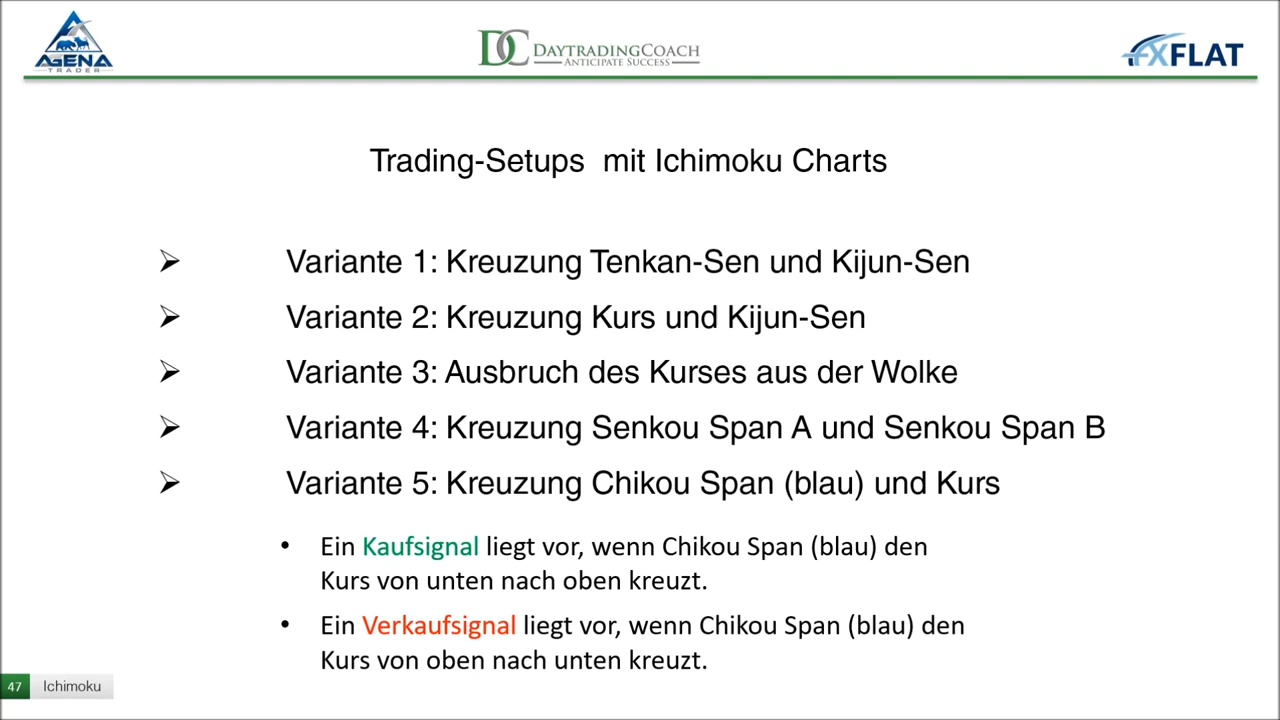 AGENA
TRADER
DC DAYTRADINGCOACH
ANTICIPATE SUCCESS
FXFLAT
Trading-Setups mit Ichimoku Charts
➢ Variante 1: Kreuzung Tenkan-Sen und Kijun-Sen
➢ Variante 2: Kreuzung Kurs und Kijun-Sen
➢ Variante 3: Ausbruch des Kurses aus der Wolke
➢ Variante 4: Kreuzung Senkou Span A und Senkou Span B
➢ Variante 5: Kreuzung Chikou Span (blau) und Kurs
• Ein Kaufsignal liegt vor, wenn Chikou Span (blau) den
Kurs von unten nach oben kreuzt.
• Ein Verkaufsignal liegt vor, wenn Chikou Span (blau) den
Kurs von oben nach unten kreuzt.
47 Ichimoku